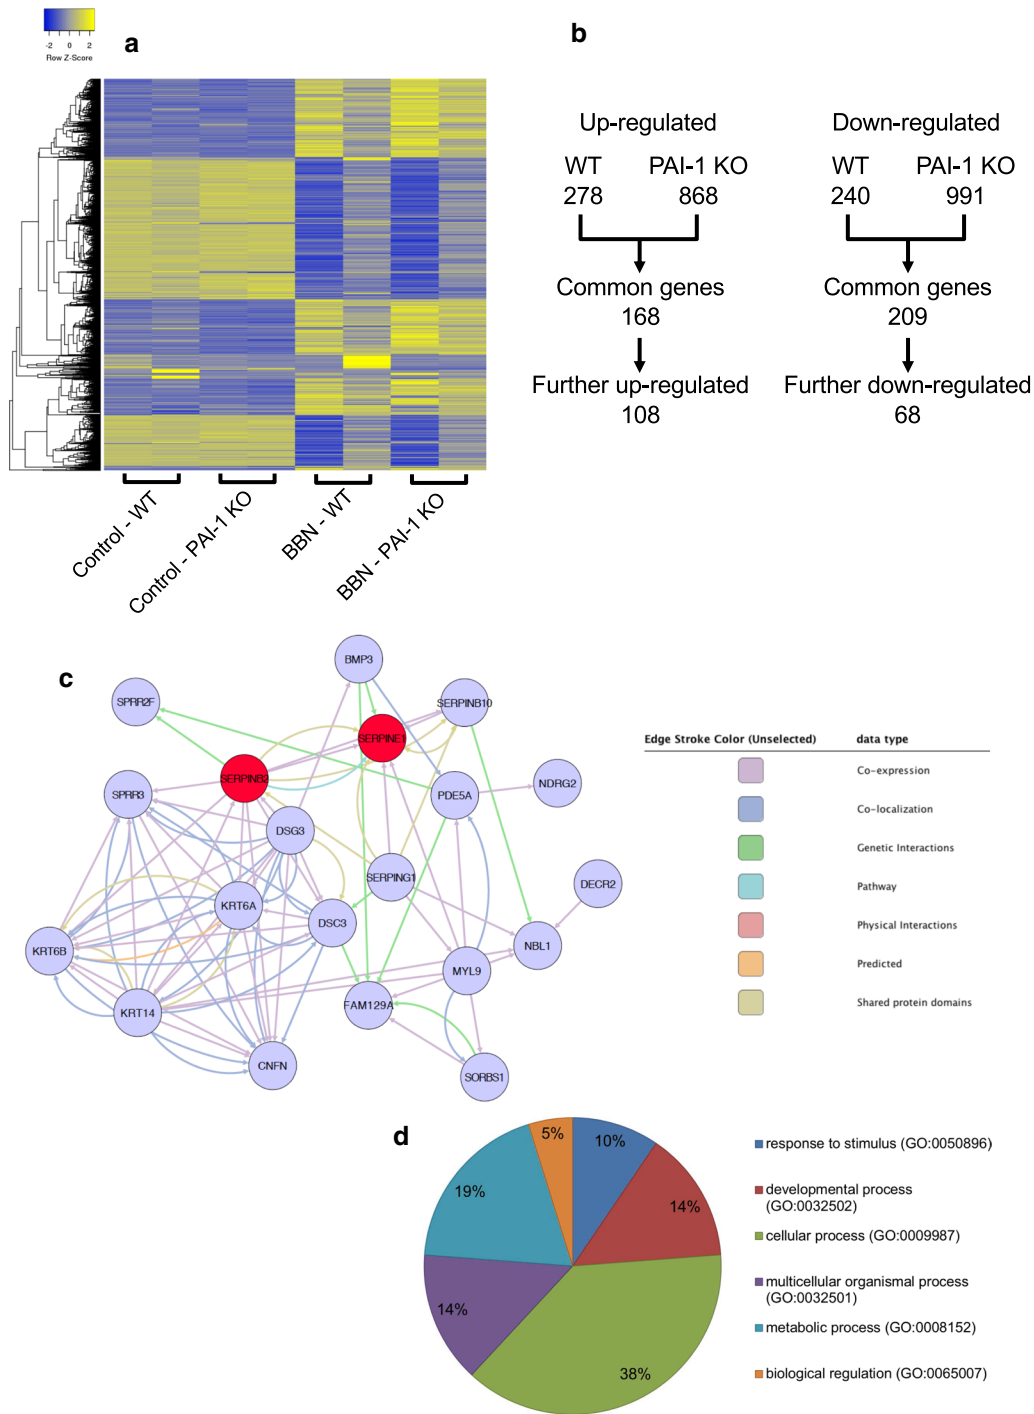 -2 0 2
Row Z-Score
a
Control - WT
Control - PAI-1 KO
BBN - WT
BBN - PAI-1 KO
b
Up-regulated
Down-regulated
WT PAI-1 KO
278 868
WT PAI-1 KO
240 991
Common genes
168
Common genes
209
Further up-regulated
108
Further down-regulated
68
c
BMP3
SPRR2F
SERPINB10
SERPINE1
SERPINB2
SPRR3
PDE5A
NDRG2
DSG3
SERPING1
DECR2
KRT6A
DSC3
KRT6B
NBL1
MYL9
FAM129A
KRT14
CNFN
SORBS1
Edge Stroke Color (Unselected) data type
Co-expression
Co-localization
Genetic Interactions
Pathway
Physical Interactions
Predicted
Shared protein domains
d
5%
10%
19%
14%
14%
38%
response to stimulus (GO:0050896)
developmental process
(GO:0032502)
cellular process (GO:0009987)
multicellular organismal process
(GO:0032501)
metabolic process (GO:0008152)
biological regulation (GO:0065007)